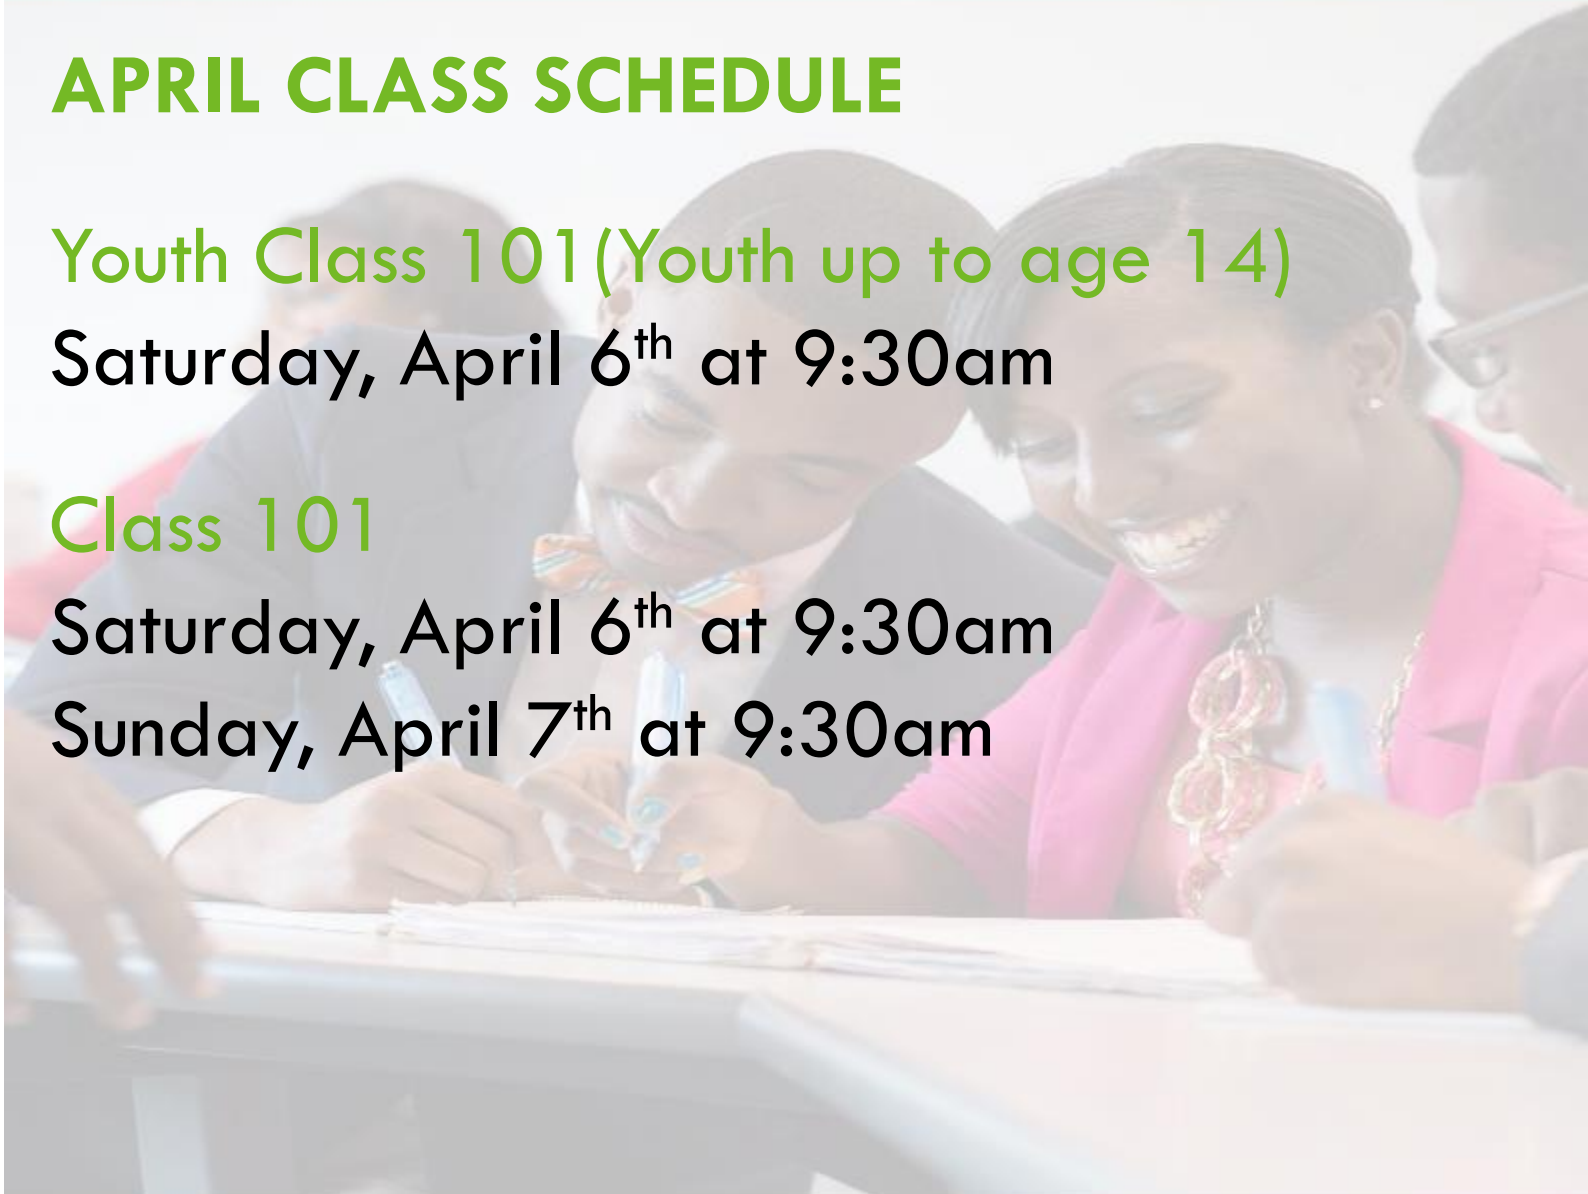 APRIL CLASS SCHEDULE
Youth Class 101(Youth up to age 14)
Saturday, April 6th at 9:30am
Class 101
Saturday, April 6th at 9:30am
Sunday, April 7th at 9:30am